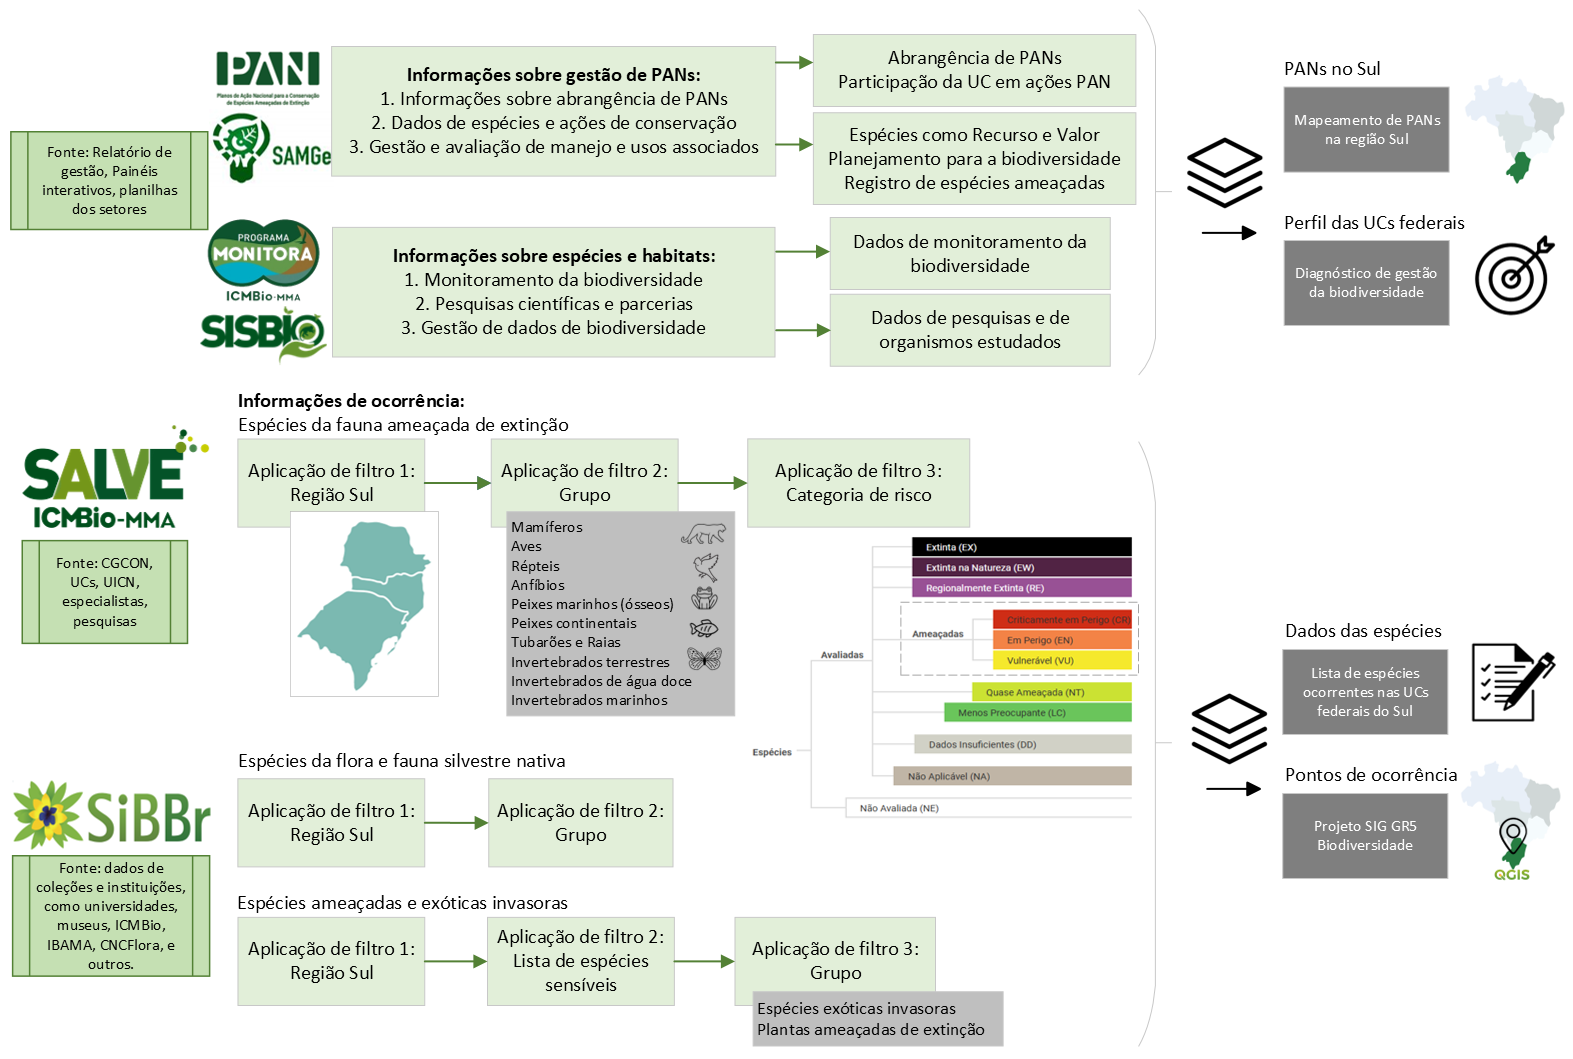 PAN
Planos de Ação Nacional para a Conservação
de Espécies Ameaçadas de Extinção
SAMGe
Fonte: Relatório de
gestão, Painéis
interativos, planilhas
dos setores
PROGRAMA
MONITORA
ICMBio-MMA
SISBIO
Informações sobre gestão de PANs:
1. Informações sobre abrangência de PANs
2. Dados de espécies e ações de conservação
3. Gestão e avaliação de manejo e usos associados
Abrangência de PANs
Participação da UC em ações PAN
Espécies como Recurso e Valor
Planejamento para a biodiversidade
Registro de espécies ameaçadas
Informações sobre espécies e habitats:
1. Monitoramento da biodiversidade
2. Pesquisas científicas e parcerias
3. Gestão de dados de biodiversidade
Dados de monitoramento da
biodiversidade
Dados de pesquisas e de
organismos estudados
PANs no Sul
Mapeamento de PANs
na região Sul
Perfil das UCs federais
Diagnóstico de gestão
da biodiversidade
Informações de ocorrência:
Espécies da fauna ameaçada de extinção
SALVE
ICMBio-MMA
Fonte: CGCON,
UCs, UICN,
especialistas,
pesquisas
Aplicação de filtro 1:
Região Sul
Aplicação de filtro 2:
Grupo
Mamíferos
Aves
Répteis
Anfíbios
Peixes marinhos (ósseos)
Peixes continentais
Tubarões e Raias
Invertebrados terrestres
Invertebrados de água doce
Invertebrados marinhos
Aplicação de filtro 3:
Categoria de risco
Extinta (EX)
Extinta na Natureza (EW)
Regionalmente Extinta (RE)
Criticamente em Perigo (CR)
Ameaçadas
Em Perigo (EN)
Avaliadas
Vulnerável (VU)
Quase Ameaçada (NT)
Menos Preocupante (LC)
Dados Insuficientes (DD)
Espécies
Não Aplicável (NA)
Não Avaliada (NE)
Espécies da flora e fauna silvestre nativa
SiBBr
Fonte: dados de
coleções e instituições,
como universidades,
museus, ICMBio,
IBAMA, CNCFlora, e
outros.
Aplicação de filtro 1:
Região Sul
Aplicação de filtro 2:
Grupo
Espécies ameaçadas e exóticas invasoras
Aplicação de filtro 1:
Região Sul
Aplicação de filtro 2:
Lista de espécies
sensíveis
Aplicação de filtro 3:
Grupo
Espécies exóticas invasoras
Plantas ameaçadas de extinção
Dados das espécies
Lista de espécies
ocorrentes nas UCs
federais do Sul
Pontos de ocorrência
Projeto SIG GR5
Biodiversidade
QGIS